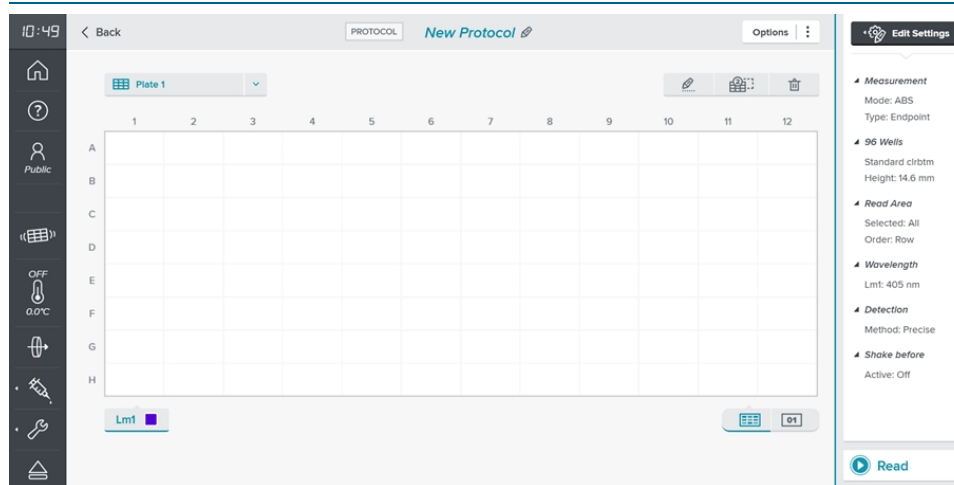 10:49
Back
PROTOCOL
New Protocol
Options
Edit Settings
Public
OFF
0.0°C
Plate 1
1 2 3 4 5 6 7 8 9 10 11 12
A
B
C
D
E
F
G
H
Lm1
01
Measurement
Mode: ABS
Type: Endpoint
96 Wells
Standard clrbtm
Height: 14.6 mm
Read Area
Selected: All
Order: Row
Wavelength
Lm1: 405 nm
Detection
Method: Precise
Shake before
Active: Off
Read